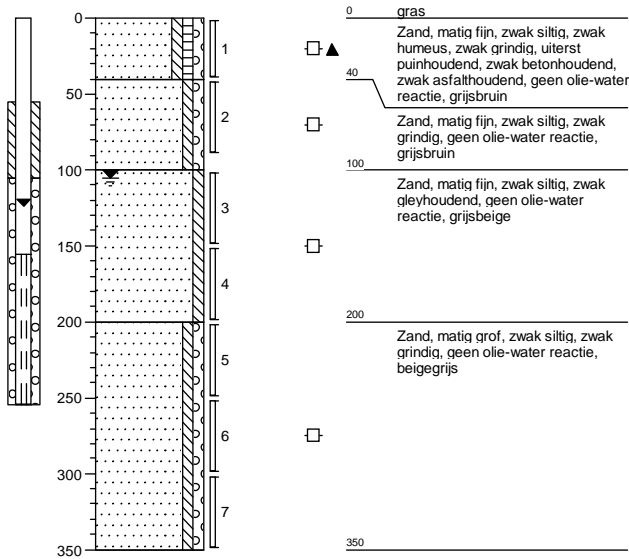 0
50
100
150
200
250
300
350
1
2
3
4
5
6
7
0
gras
Zand, matig fijn, zwak siltig, zwak
humeus, zwak grindig, uiterst
puinhoudend, zwak betonhoudend,
zwak asfalthoudend, geen olie-water
reactie, grijsbruin
40
Zand, matig fijn, zwak siltig, zwak
grindig, geen olie-water reactie,
grijsbruin
100
Zand, matig fijn, zwak siltig, zwak
gleyhoudend, geen olie-water
reactie, grijsbeige
200
Zand, matig grof, zwak siltig, zwak
grindig, geen olie-water reactie,
beigegrijs
350